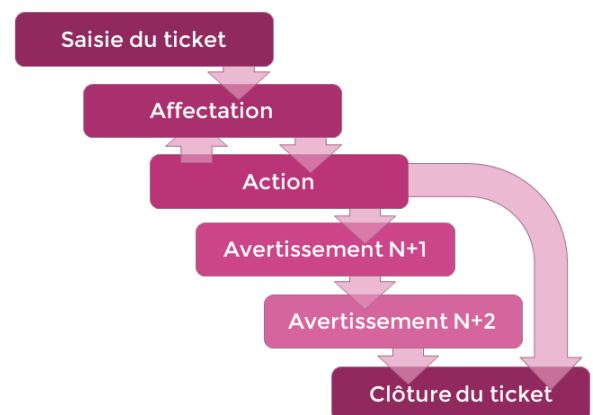 Saisie du ticket
Affectation
Action
Avertissement N+1
Avertissement N+2
Clôture du ticket